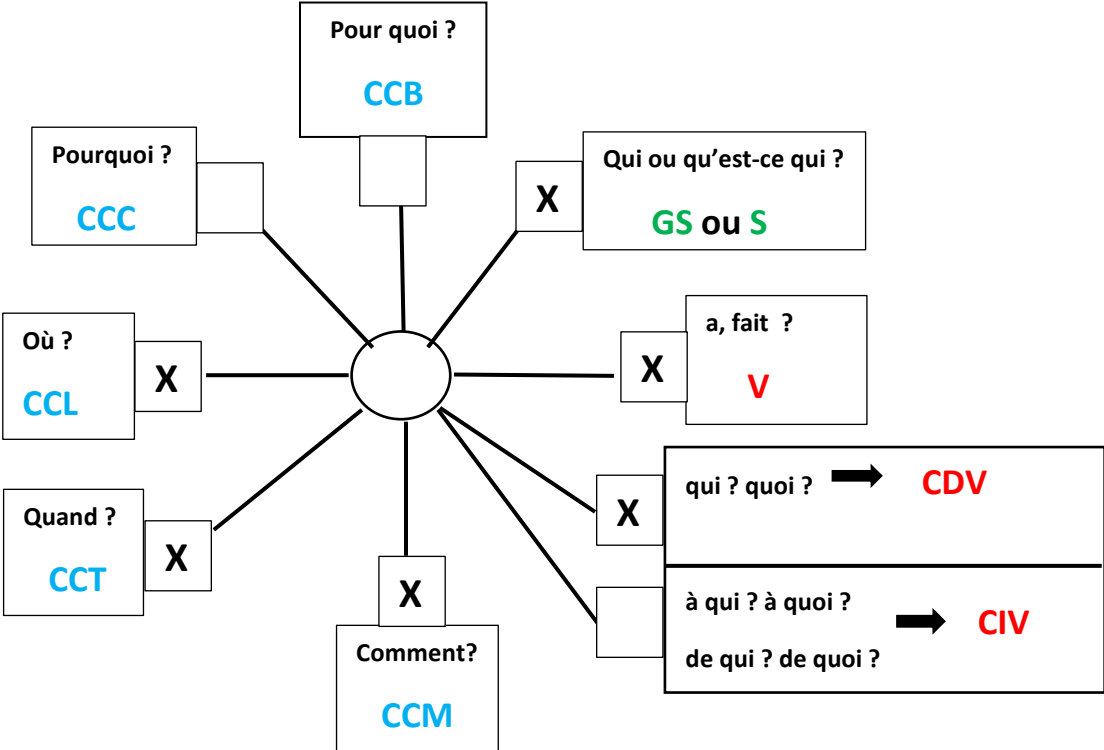 Pour quoi ?
CCB
Pourquoi ?
CCC
Qui ou qu’est-ce qui ?
X
GS ou S
Où ?
X
CCL
a, fait ?
X
V
qui ? quoi ? CDV
X
Quand ?
X
CCT
à qui ? à quoi ?
CIV
de qui ? de quoi ?
X
Comment?
CCM